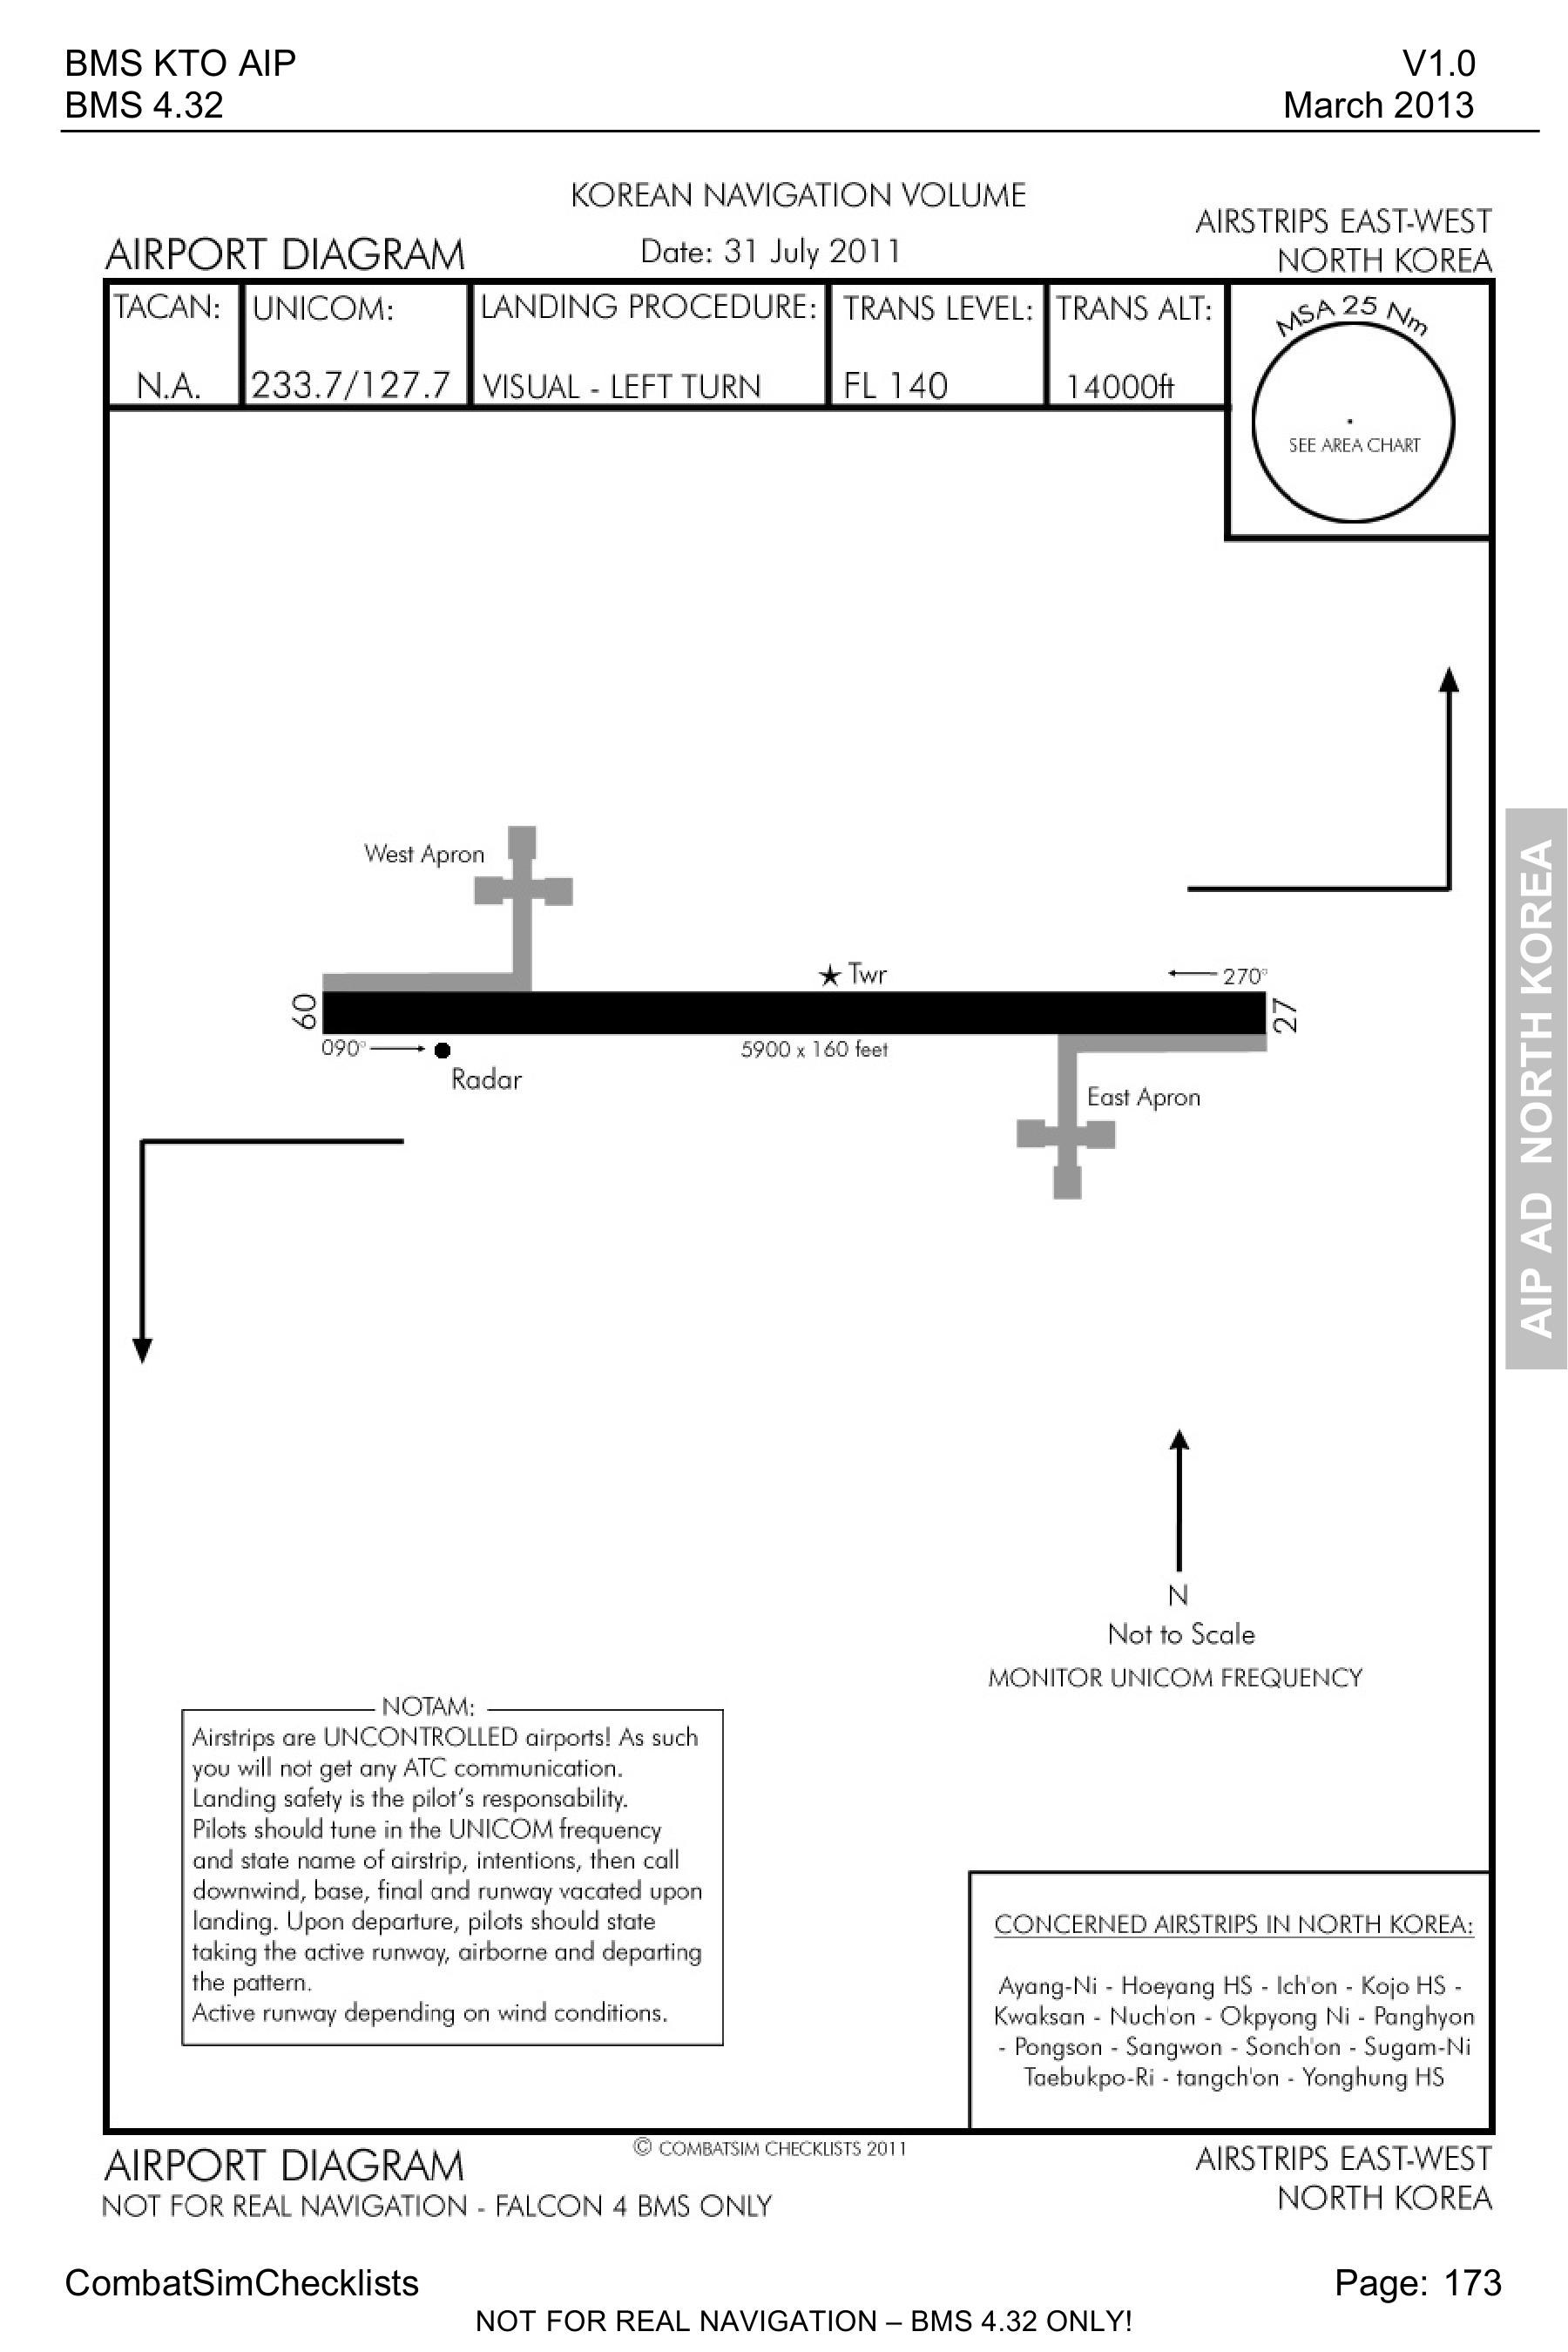 BMS KTO AIP
V1.0
BMS 4.32
March 2013
KOREAN NAVIGATION VOLUME
AIRSTRIPS EAST-WEST
AIRPORT DIAGRAM
Date: 31 July 2011
NORTH KOREA
TACAN:
UNICOM:
LANDING PROCEDURE:
TRANS LEVEL:
TRANS ALT:
MSA 25 Nm
N.A.
233.7/127.7
VISUAL - LEFT TURN
FL 140
14000ft
SEE AREA CHART
West Apron
Twr
270°
09
27
090°
5900 x 160 feet
Radar
East Apron
AIP AD NORTH KOREA
N
Not to Scale
MONITOR UNICOM FREQUENCY
NOTAM:
Airstrips are UNCONTROLLED airports! As such
you will not get any ATC communication.
Landing safety is the pilot's responsability.
Pilots should tune in the UNICOM frequency
and state name of airstrip, intentions, then call
downwind, base, final and runway vacated upon
landing. Upon departure, pilots should state
taking the active runway, airborne and departing
the pattern.
Active runway depending on wind conditions.
CONCERNED AIRSTRIPS IN NORTH KOREA:
Ayang-Ni - Hoeyang HS - Ich'on - Kojo HS -
Kwaksan - Nuch'on - Okpyong Ni - Panghyon
- Pongson - Sangwon - Sonch'on - Sugam-Ni
Taebukpo-Ri - tangch'on - Yonghung HS
© COMBATSIM CHECKLISTS 2011
AIRPORT DIAGRAM
AIRSTRIPS EAST-WEST
NOT FOR REAL NAVIGATION - FALCON 4 BMS ONLY
NORTH KOREA
CombatSimChecklists
Page: 173
NOT FOR REAL NAVIGATION – BMS 4.32 ONLY!